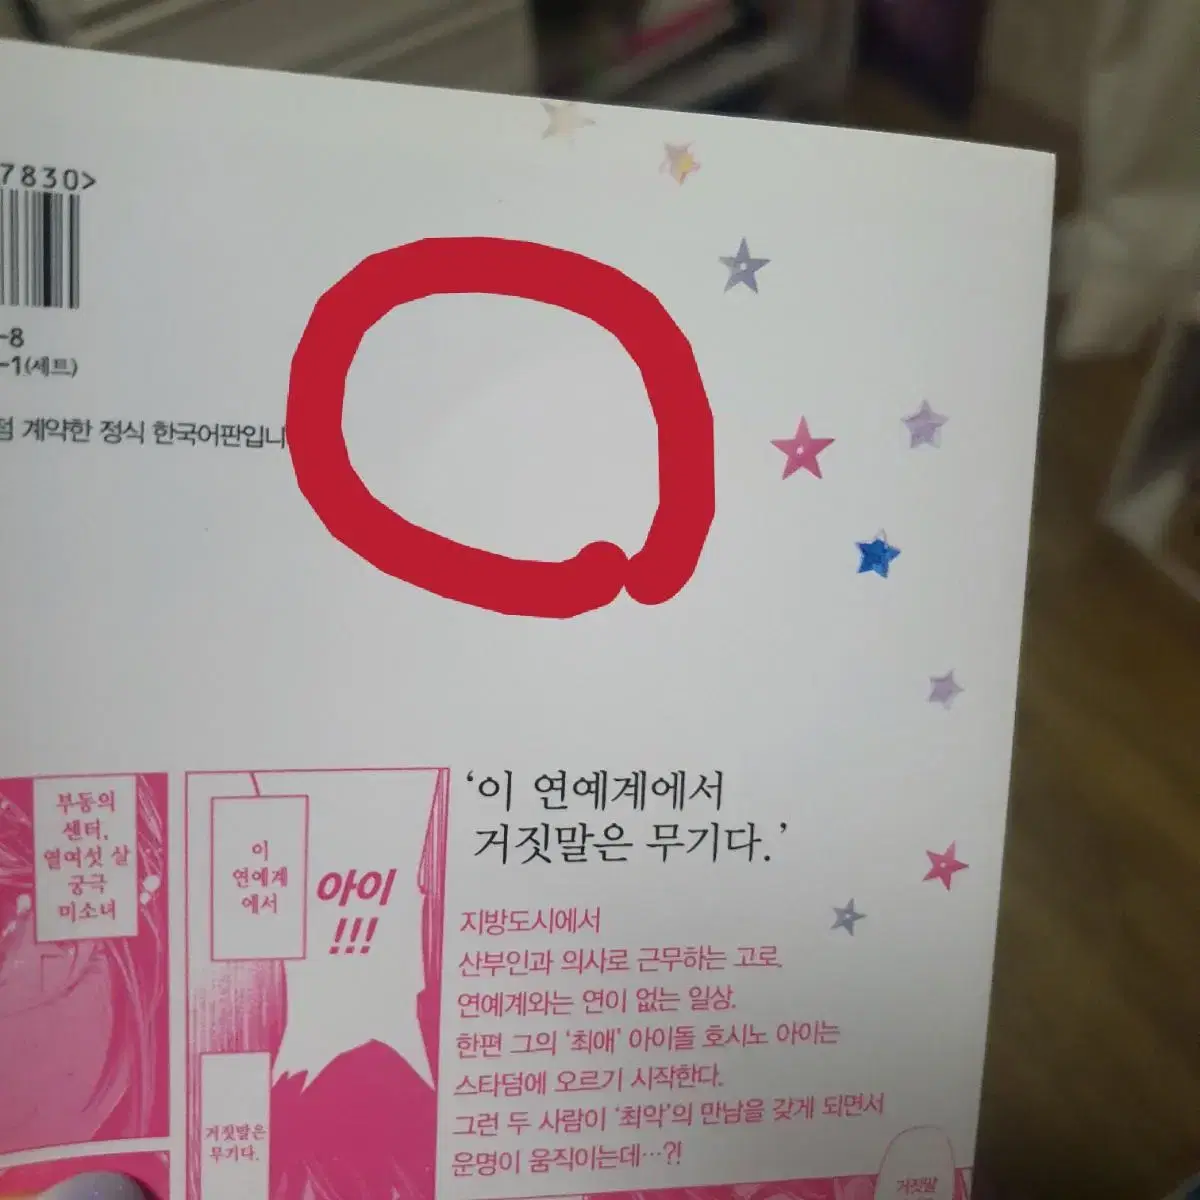 7830>
-8
-1(세트)
계약한 정식 한국어판입니
부동의
센터,
열여섯 살
궁극
미소녀
이
연예계
에서
아이
!!!
거짓말은
무기다.
'이 연예계에서
거짓말은 무기다.'
지방도시에서
산부인과 의사로 근무하는 고로.
연예계와는 연이 없는 일상.
한편 그의 '최애' 아이돌 호시노 아이는
스타덤에 오르기 시작한다.
그런 두 사람이 '최악'의 만남을 갖게 되면서
운명이 움직이는데…?!
거짓말